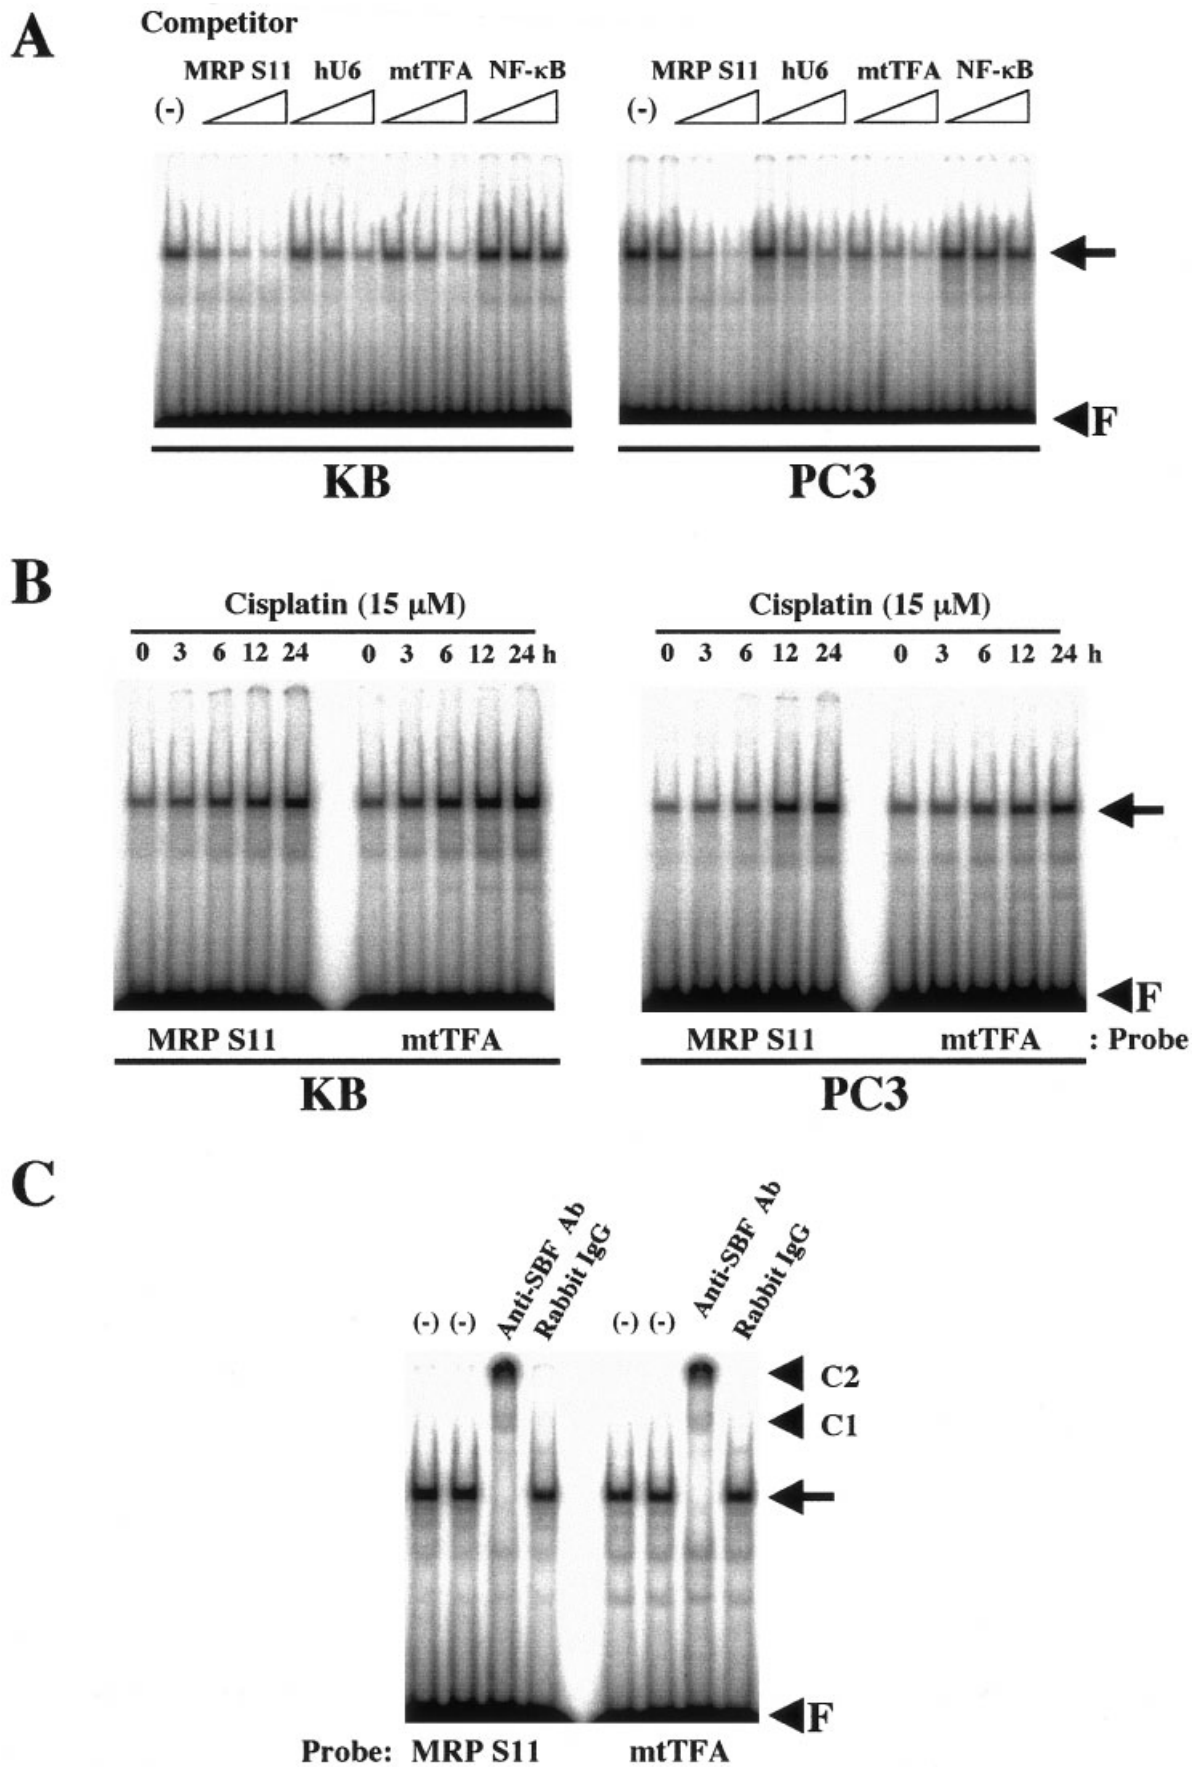 A
Competitor
MRP S11 hU6 mtTFA NF-κB
(-)
MRP S11 hU6 mtTFA NF-κB
(-)
F
KB
PC3
B
Cisplatin (15 μM)
0 3 6 12 24 0 3 6 12 24 h
Cisplatin (15 μM)
0 3 6 12 24 0 3 6 12 24 h
F
MRP S11 mtTFA
MRP S11 mtTFA : Probe
KB
PC3
C
(-) (-) Anti-SBF Ab Rabbit IgG
(-) (-) Anti-SBF Ab Rabbit IgG
C2
C1
F
Probe: MRP S11 mtTFA